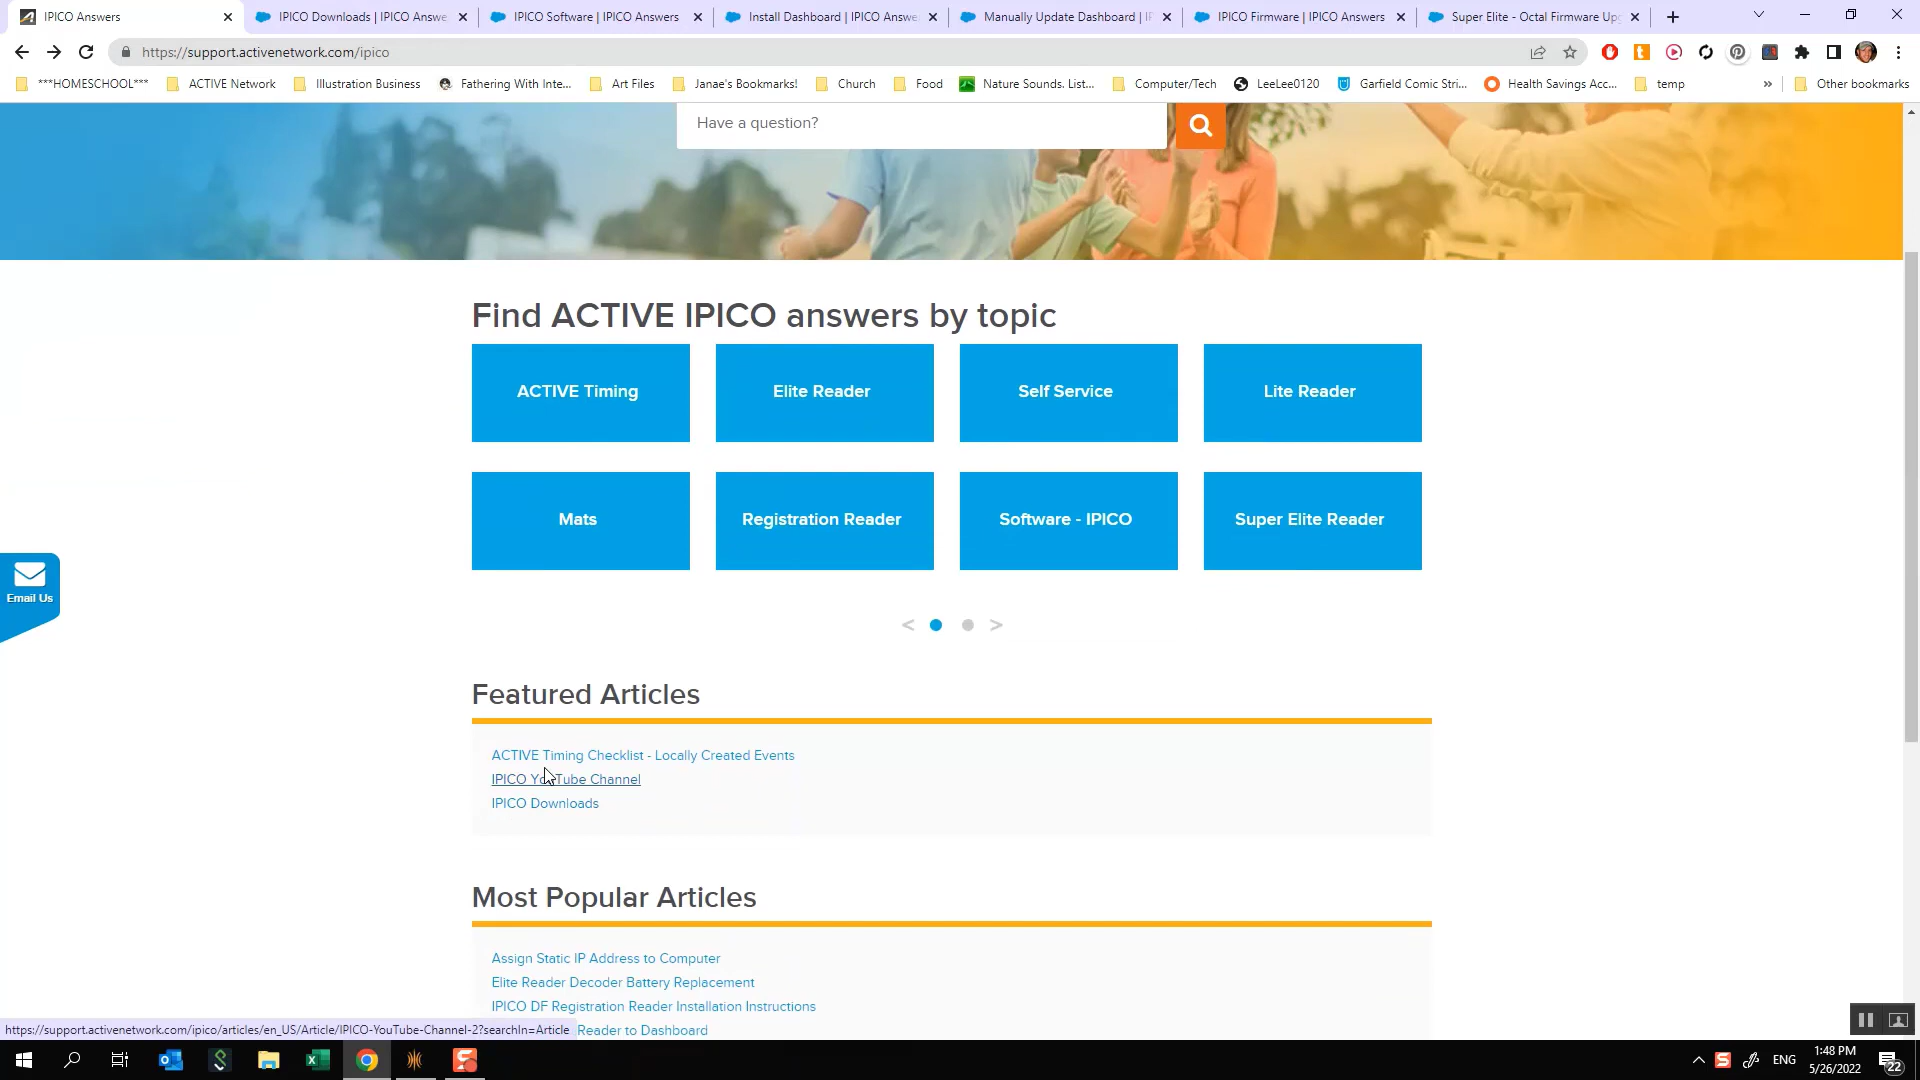 IPICO Answers
IPICO Downloads | IPICO Answe
IPICO Software | IPICO Answers
Install Dashboard | IPICO Answe
Manually Update Dashboard | IP
IPICO Firmware | IPICO Answers
Super Elite - Octal Firmware Upg
https://support.activenetwork.com/ipico
***HOMESCHOOL***
ACTIVE Network
Illustration Business
Fathering With Inte...
Art Files
Janae's Bookmarks!
Church
Food
Nature Sounds. List...
Computer/Tech
LeeLee0120
Garfield Comic Stri...
Health Savings Acc...
temp
»
Other bookmarks
Have a question?
Find ACTIVE IPICO answers by topic
ACTIVE Timing
Elite Reader
Self Service
Lite Reader
Mats
Registration Reader
Software - IPICO
Super Elite Reader
Email Us
< >
Featured Articles
ACTIVE Timing Checklist - Locally Created Events
IPICO YouTube Channel
IPICO Downloads
Most Popular Articles
Assign Static IP Address to Computer
Elite Reader Decoder Battery Replacement
IPICO DF Registration Reader Installation Instructions
Reader to Dashboard
https://support.activenetwork.com/ipico/articles/en_US/Article/IPICO-YouTube-Channel-2?searchIn=Article
ENG
1:48 PM
5/26/2022
22